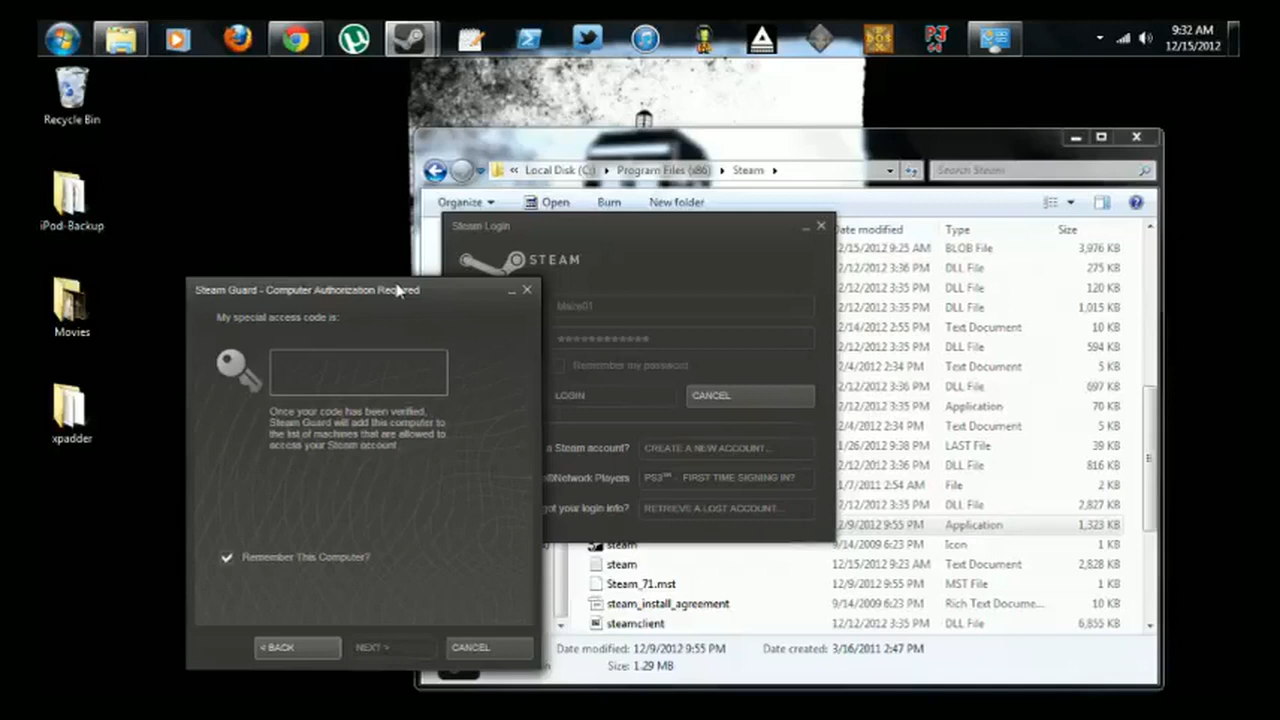 9:32 AM
12/15/2012
Recycle Bin
iPod-Backup
Movies
xpadder
« Local Disk (C:) ▸ Program Files (x86) ▸ Steam ▸
Search Steam
Organize
Open
Burn
New folder
Date modified Type Size
12/15/2012 9:25 AM BLOB File 3,976 KB
12/12/2012 3:36 PM DLL File 275 KB
12/12/2012 3:36 PM DLL File 120 KB
12/12/2012 3:35 PM DLL File 1,015 KB
12/14/2012 2:55 PM Text Document 10 KB
12/12/2012 3:35 PM DLL File 594 KB
12/4/2012 2:34 PM Text Document 5 KB
12/12/2012 3:35 PM DLL File 697 KB
12/12/2012 3:35 PM Application 70 KB
12/4/2012 2:34 PM Text Document 5 KB
1/26/2012 9:38 PM LAST File 39 KB
12/12/2012 3:35 PM DLL File 816 KB
2:54 AM File 2 KB
12/12/2012 3:35 PM DLL File 2,827 KB
12/9/2012 9:55 PM Application 1,323 KB
steam 9/14/2009 6:23 PM Icon 1 KB
steam 12/15/2012 9:23 AM Text Document 2,828 KB
Steam_71.mst 12/9/2012 9:55 PM MST File 1 KB
steam_install_agreement 9/14/2009 6:23 PM Rich Text Docume... 10 KB
steamclient 12/12/2012 3:35 PM DLL File 6,855 KB
Date modified: 12/9/2012 9:55 PM Date created: 3/16/2011 2:47 PM
Size: 1.29 MB
Steam Login
STEAM
************
Remember my password
LOGIN
CANCEL
a Steam account?
CREATE A NEW ACCOUNT...
Network Players
PS3™ - FIRST TIME SIGNING IN?
got your login info?
RETRIEVE A LOST ACCOUNT...
Steam Guard - Computer Authorization Required
My special access code is:
Once your code has been verified,
Steam Guard will add this computer to
the list of machines that are allowed to
access your Steam account
Remember This Computer?
< BACK
NEXT >
CANCEL